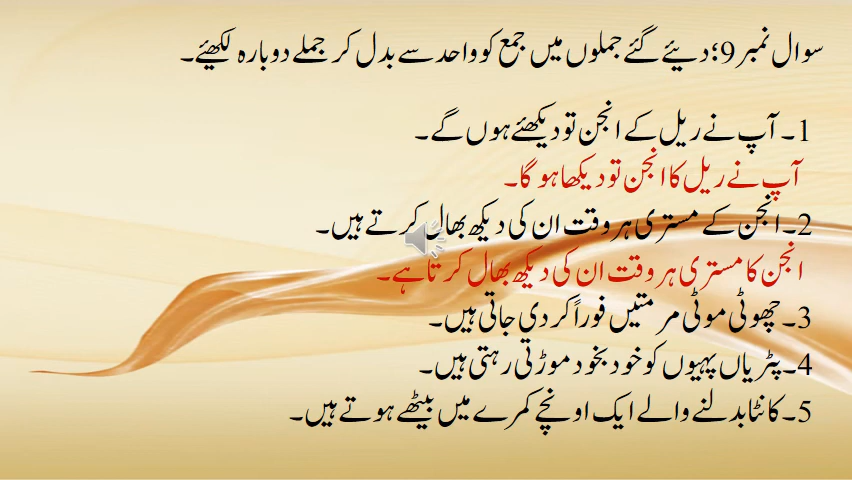 سوال نمبر 9؛ دیئے گئے جملوں میں جمع کو واحد سے بدل کر جملے دوبارہ لکھیئے۔
1۔ آپ نے ریل کے انجن تو دیکھئے ہوں گے۔
آپ نے ریل کا انجن تو دیکھا ہو گا۔
2۔ انجن کے مستری ہر وقت ان کی دیکھ بھال کرتے ہیں۔
انجن کا مستری ہر وقت ان کی دیکھ بھال کرتا ہے۔
3۔ چھوٹی موٹی مرمتیں فوراً کر دی جاتی ہیں۔
4۔ پٹریاں پہیوں کو خود بخود موڑتی رہتی ہیں۔
5۔ کانٹا بدلنے والے ایک اونچے کمرے میں بیٹھے ہوتے ہیں۔